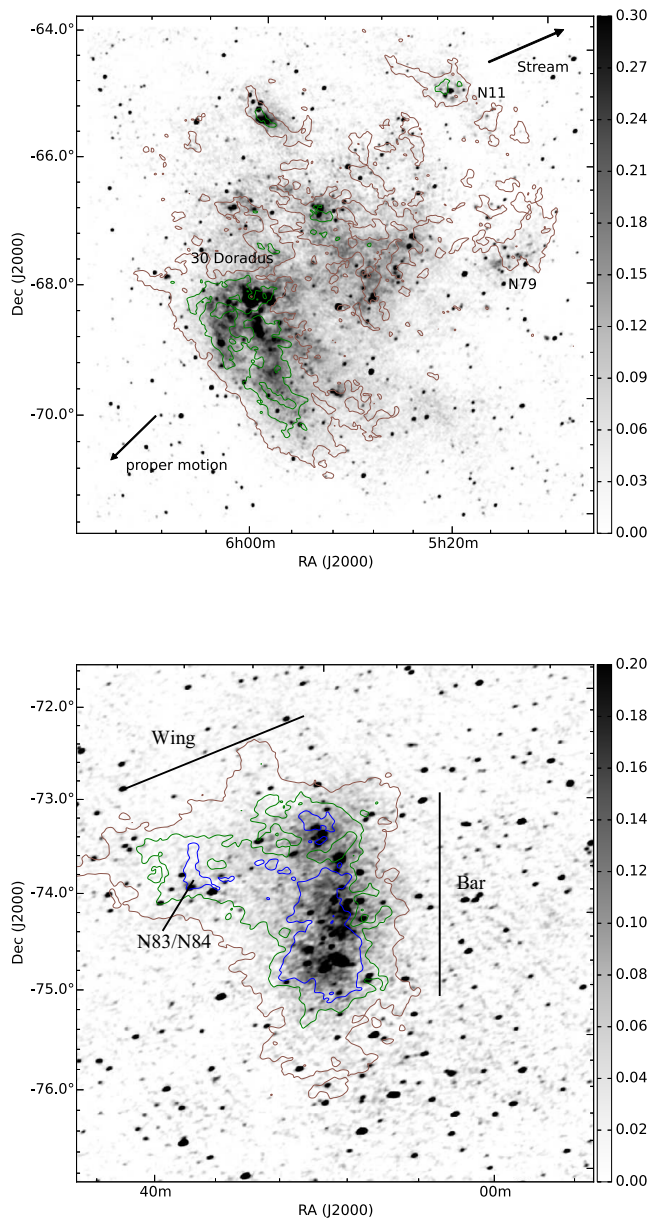 -64.0°
-66.0°
-68.0°
-70.0°
Dec (J2000)
Stream
N11
30 Doradus
N79
proper motion
6h00m
5h20m
RA (J2000)
0.30
0.27
0.24
0.21
0.18
0.15
0.12
0.09
0.06
0.03
0.00
-72.0°
-73.0°
-74.0°
-75.0°
-76.0°
Dec (J2000)
Wing
Bar
N83/N84
40m
00m
RA (J2000)
0.20
0.18
0.16
0.14
0.12
0.10
0.08
0.06
0.04
0.02
0.00